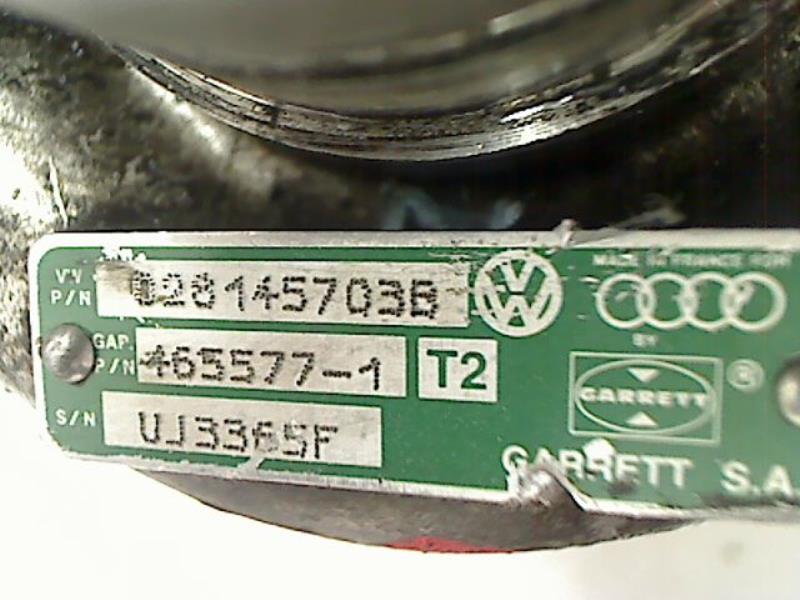 MADE IN FRANCE FOR
V.V P/N 028145703B VW
GAP. P/N 465577-1 T2
BY
GARRETT ®
S/N UJ3365F
GARRETT S.A.